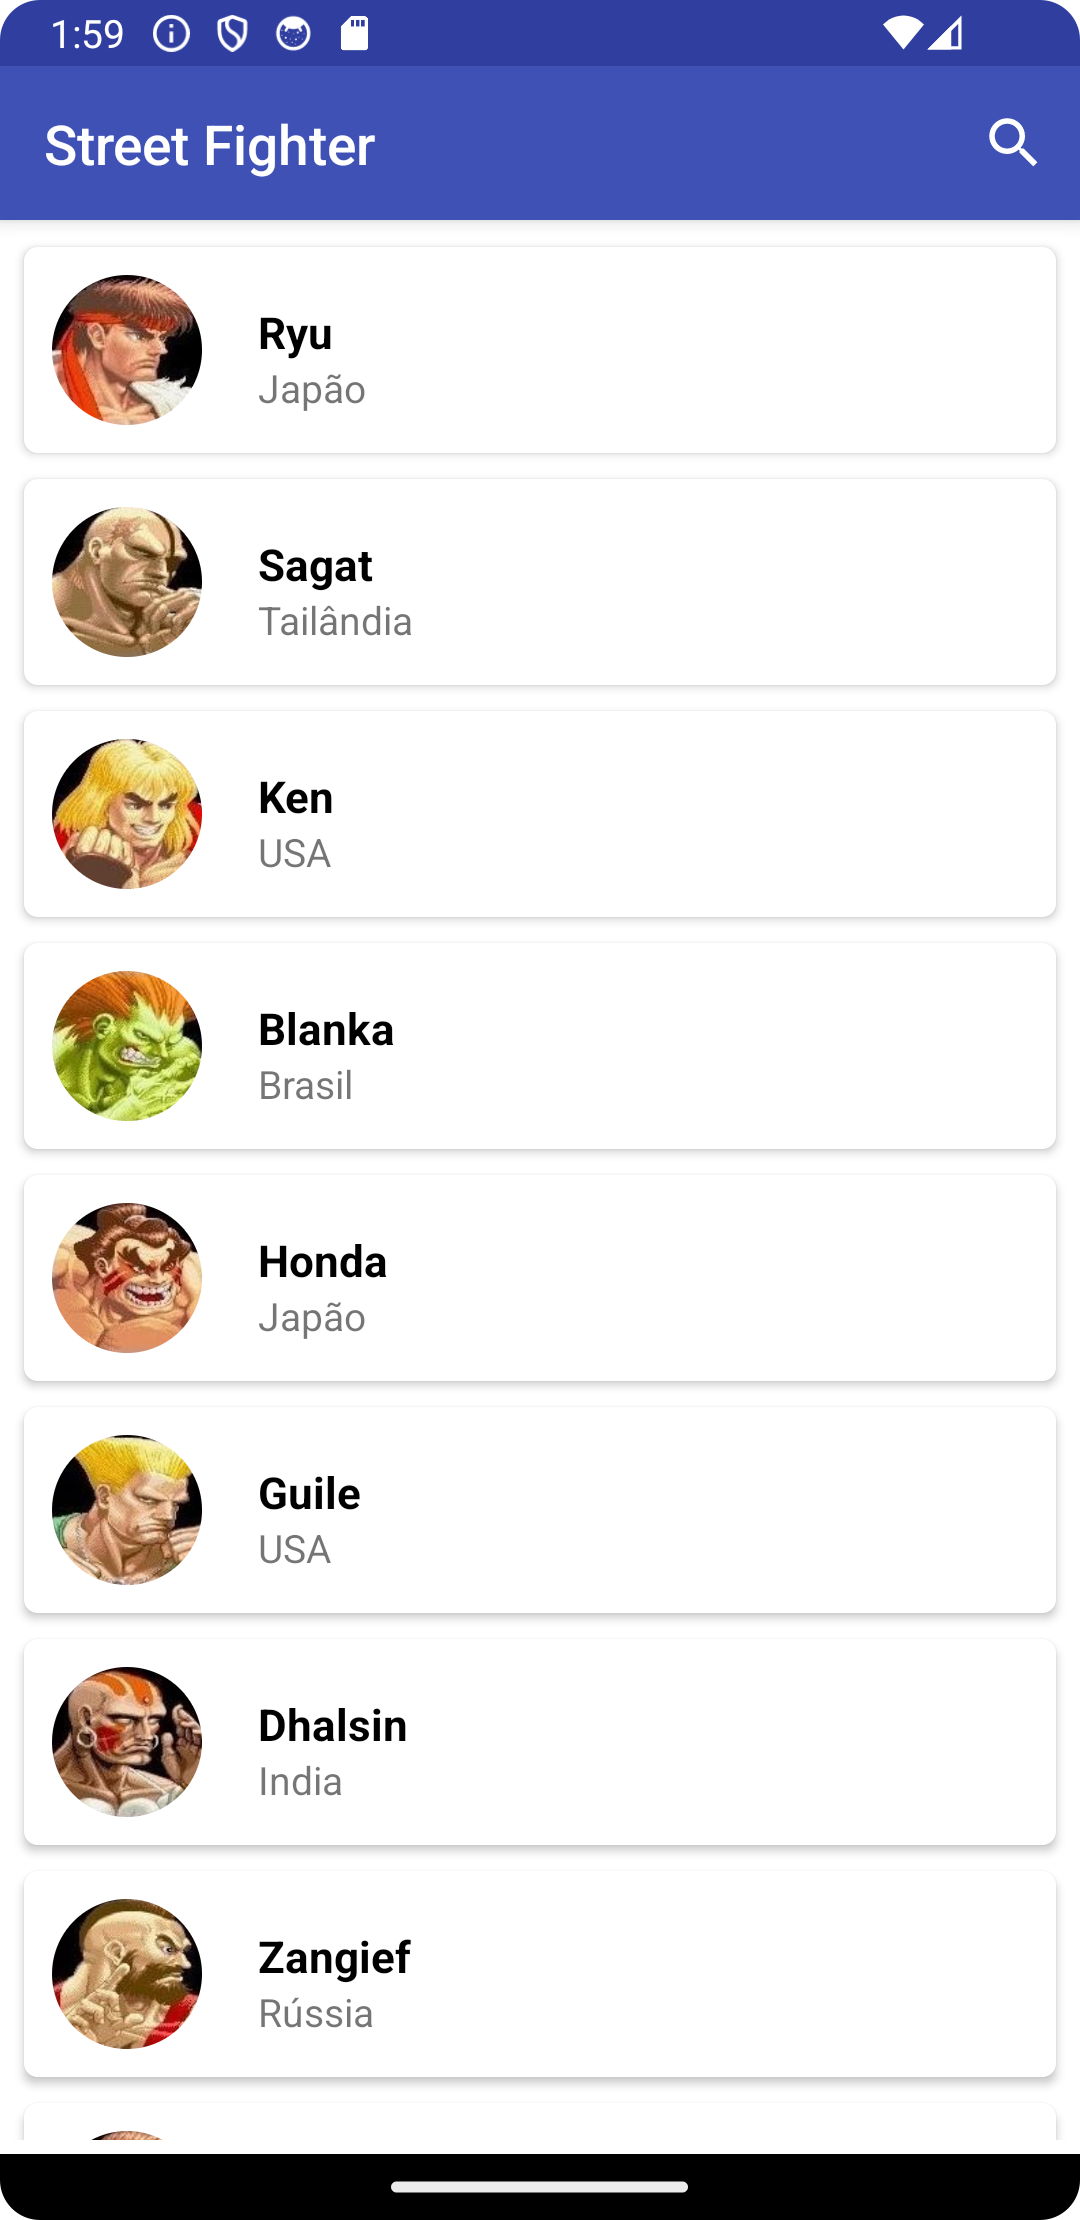 1:59
Street Fighter
Ryu
Japão
Sagat
Tailândia
Ken
USA
Blanka
Brasil
Honda
Japão
Guile
USA
Dhalsin
India
Zangief
Rússia